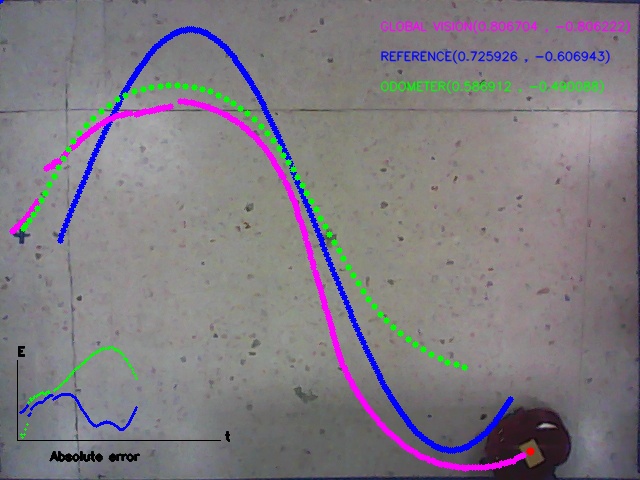 GLOBAL VISION(0.806704 , -0.806222)
REFERENCE(0.725926 , -0.606943)
ODOMETER(0.586912 , -0.490088)
E
t
Absolute error